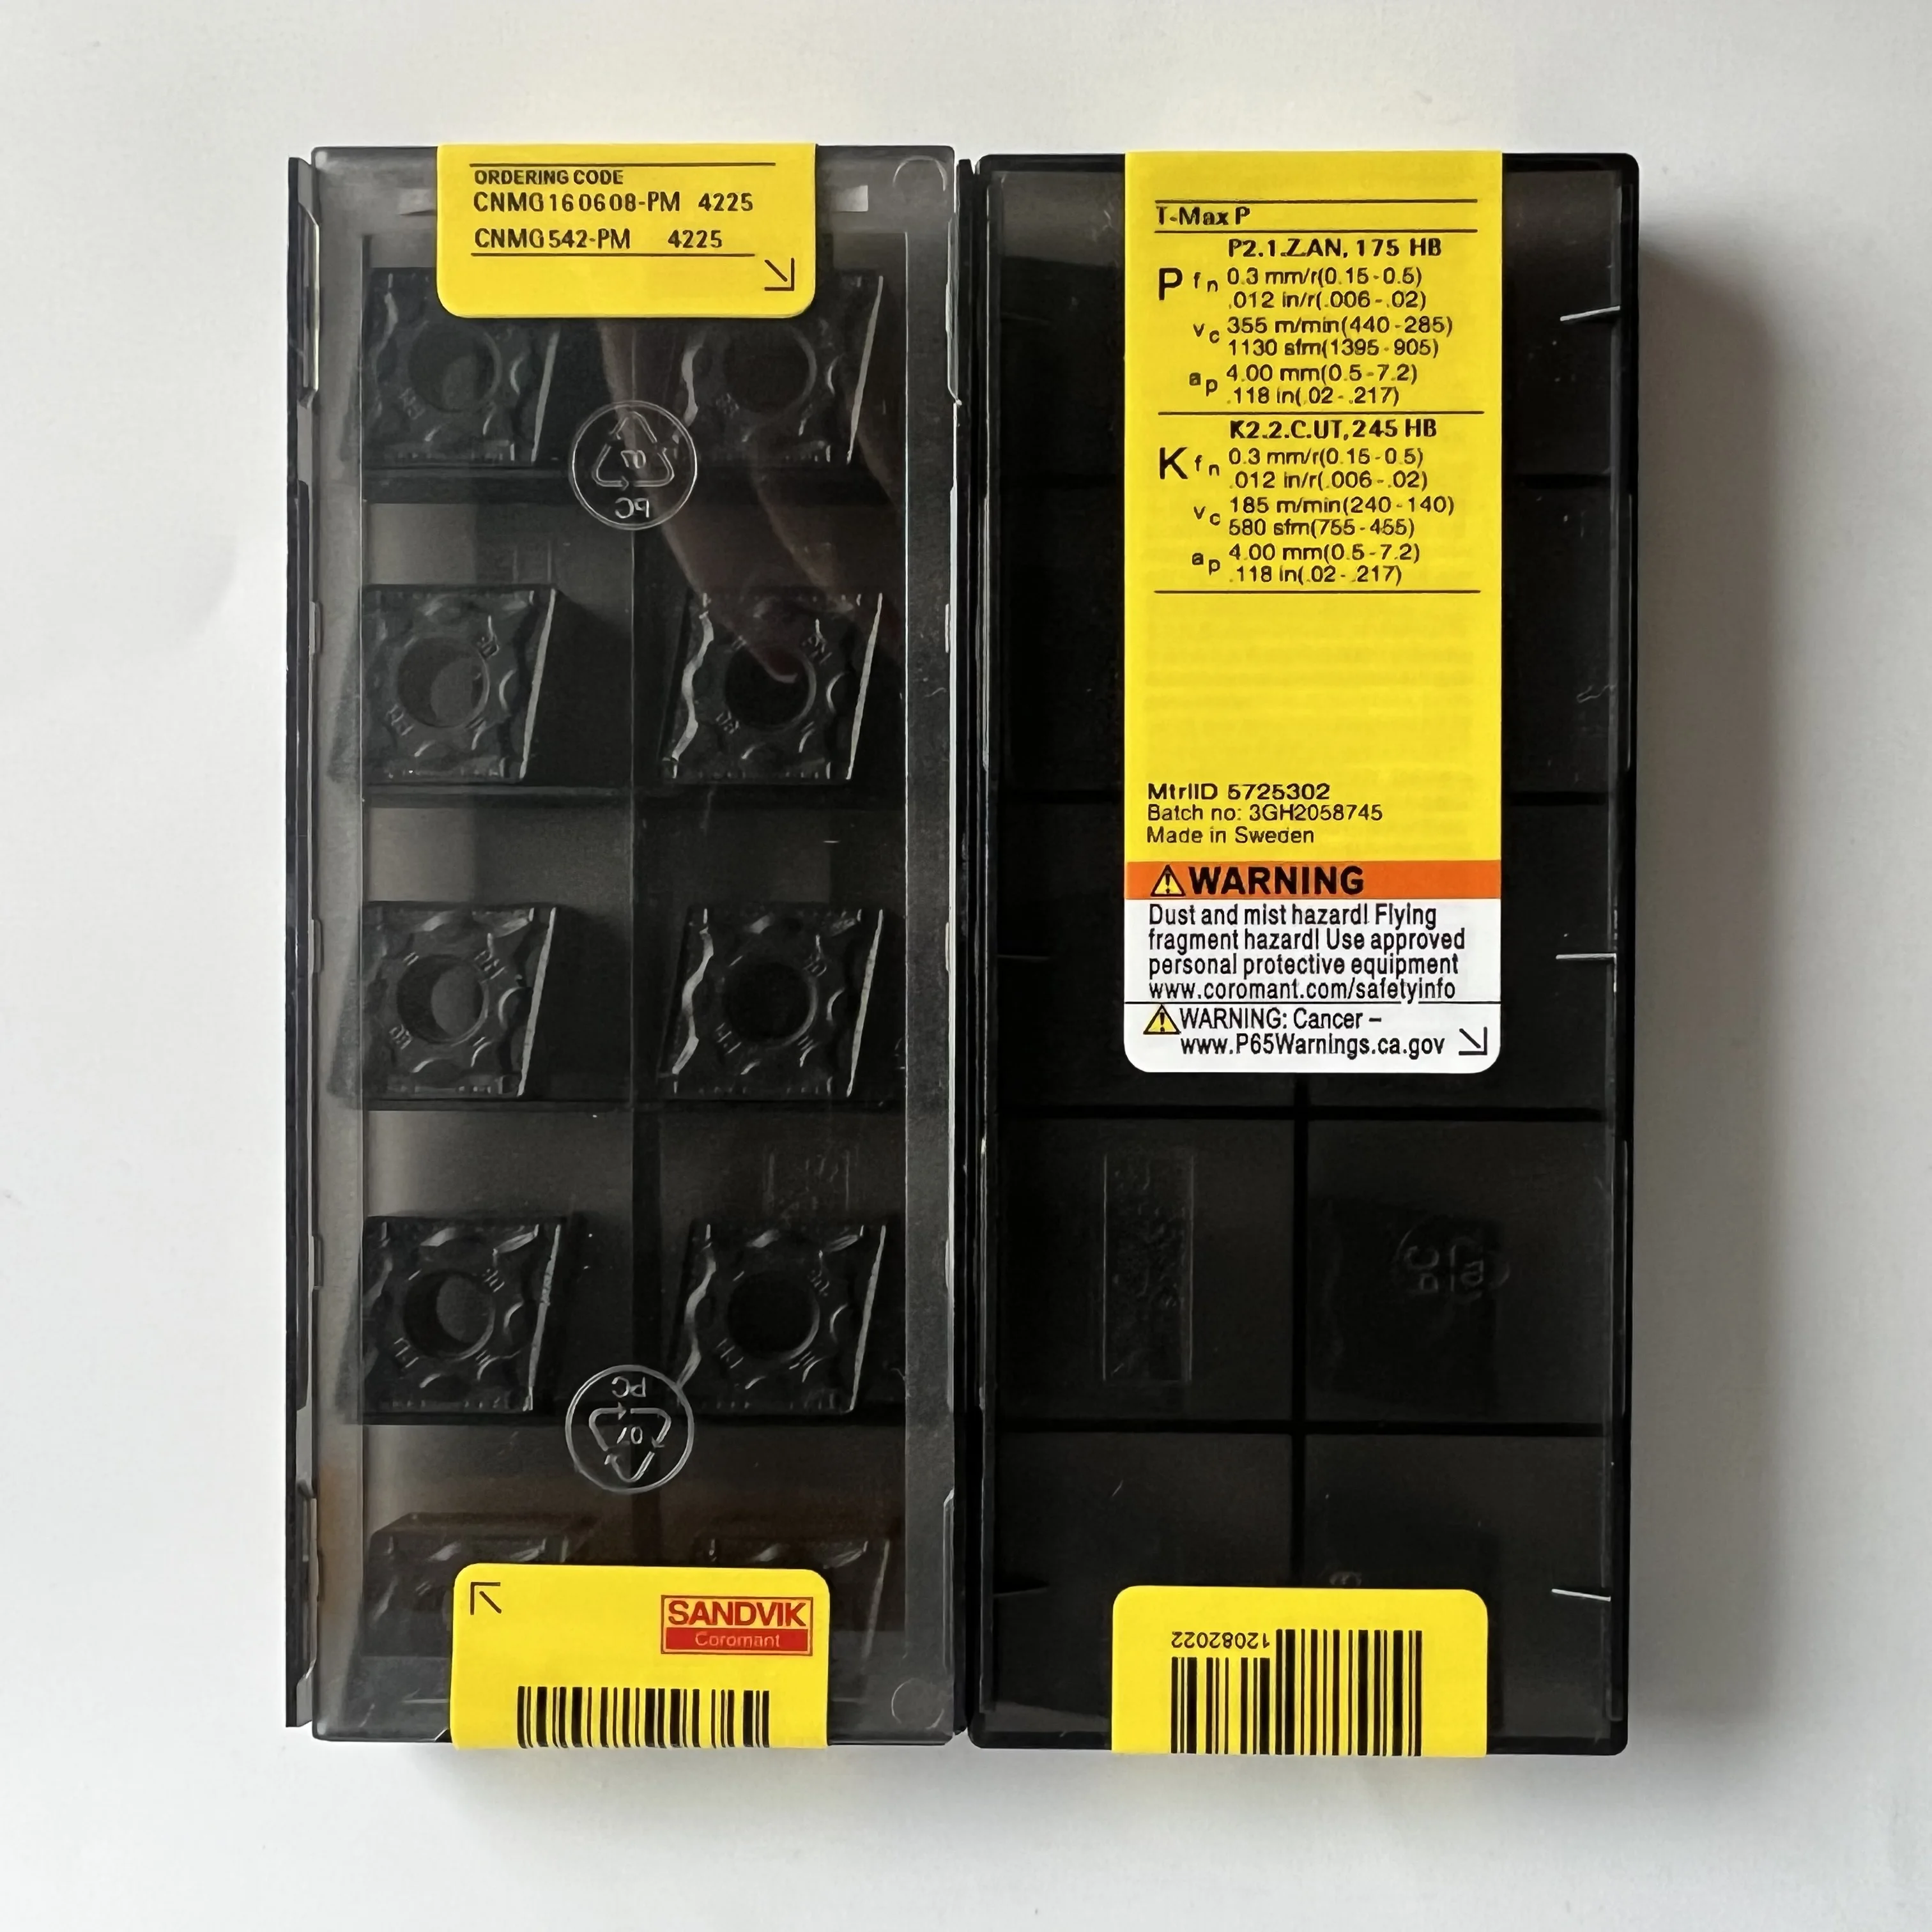 ORDERING CODE
CNMG160608-PM 4225
CNMG542-PM 4225
PC
07
07
PC
SANDVIK
Coromant
T-Max P
P2.1.Z.AN, 175 HB
P fn 0.3 mm/r(0.15-0.5)
.012 in/r(.006-.02)
vc 355 m/min(440-285)
1130 sfm(1395-905)
ap 4.00 mm(0.5-7.2)
.118 in(.02-.217)
K2.2.C.UT, 245 HB
K fn 0.3 mm/r(0.15-0.5)
.012 in/r(.006-.02)
vc 185 m/min(240-140)
580 sfm(755-455)
ap 4.00 mm(0.5-7.2)
.118 in(.02-.217)
MtrlID 5725302
Batch no: 3GH2058745
Made in Sweden
WARNING
Dust and mist hazard! Flying
fragment hazard! Use approved
personal protective equipment
www.coromant.com/safetyinfo
WARNING: Cancer –
www.P65Warnings.ca.gov
12082022